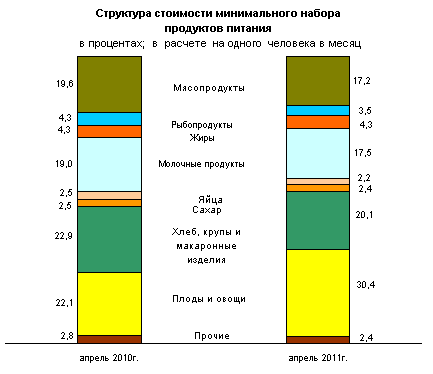 Структура стоимости минимального набора
продуктов питания
в процентах; в расчете на одного человека в месяц
19,6 Масопродукты 17,2
4,3 Рыбопродукты 3,5
4,3 Жиры 4,3
19,0 Молочные продукты 17,5
2,5 Яйца 2,2
2,5 Сахар 2,4
22,9 Хлеб, крупы и 20,1
макаронные
изделия
22,1 Плоды и овощи 30,4
2,8 Прочие 2,4
апрель 2010г. апрель 2011г.